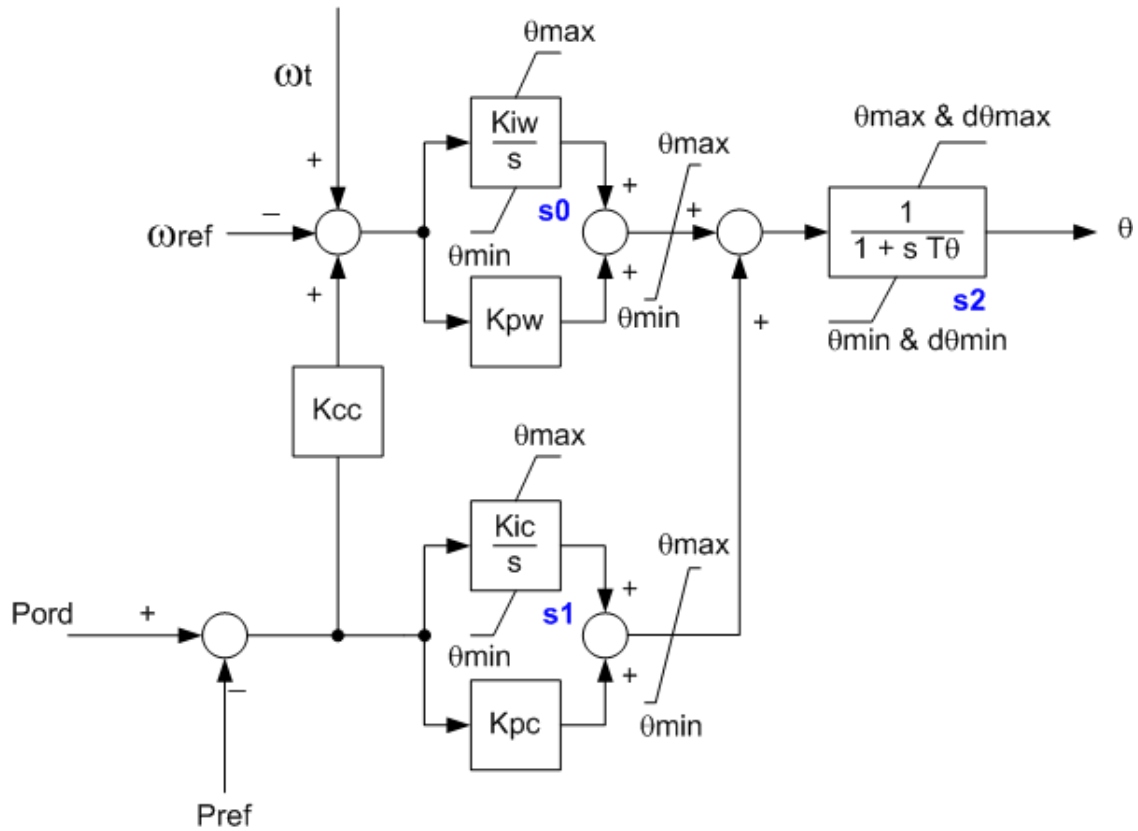 θmax
ωt
+
Kiw
s
θmax
θmax & dθmax
s0
+
+
1
1 + s Tθ
θ
ωref
−
+
θmin
+
θmin
s2
+
θmin & dθmin
Kpw
Kcc
θmax
Kic
s
θmax
Pord
+
s1
+
θmin
+
θmin
−
Kpc
Pref